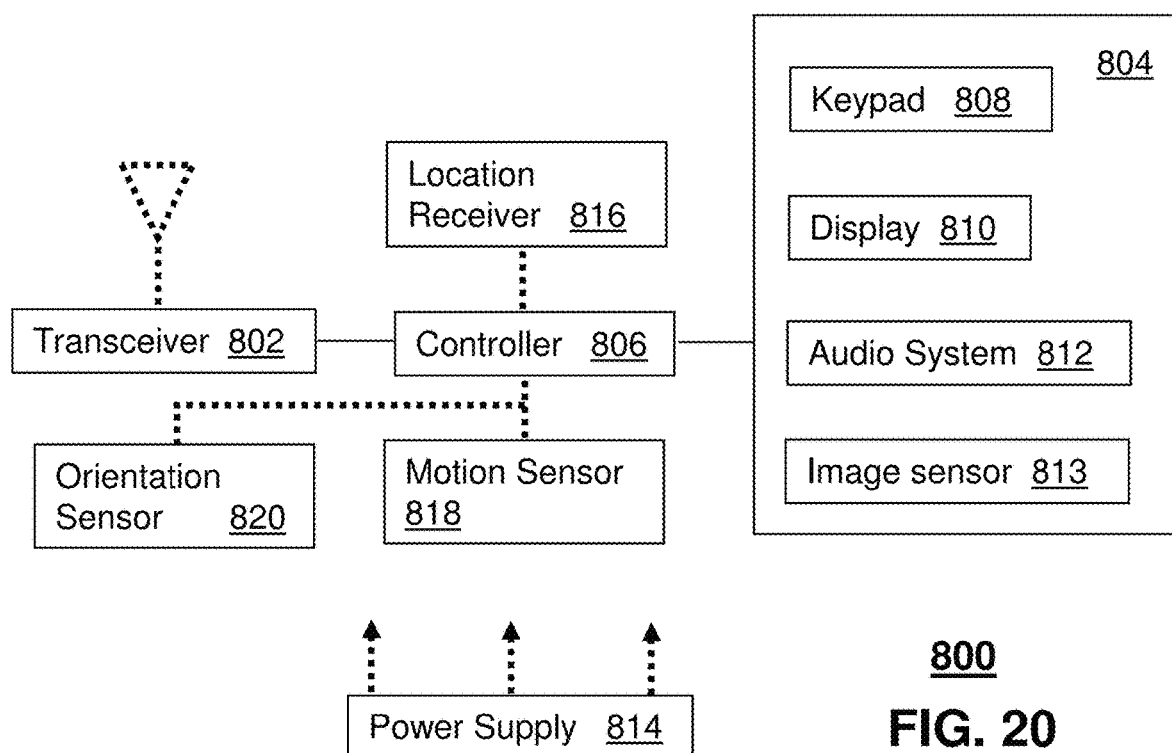 804
Keypad 808
Location
Receiver 816
Display 810
Transceiver 802
Controller 806
Audio System 812
Orientation
Sensor 820
Motion Sensor
818
Image sensor 813
Power Supply 814
800
FIG. 20